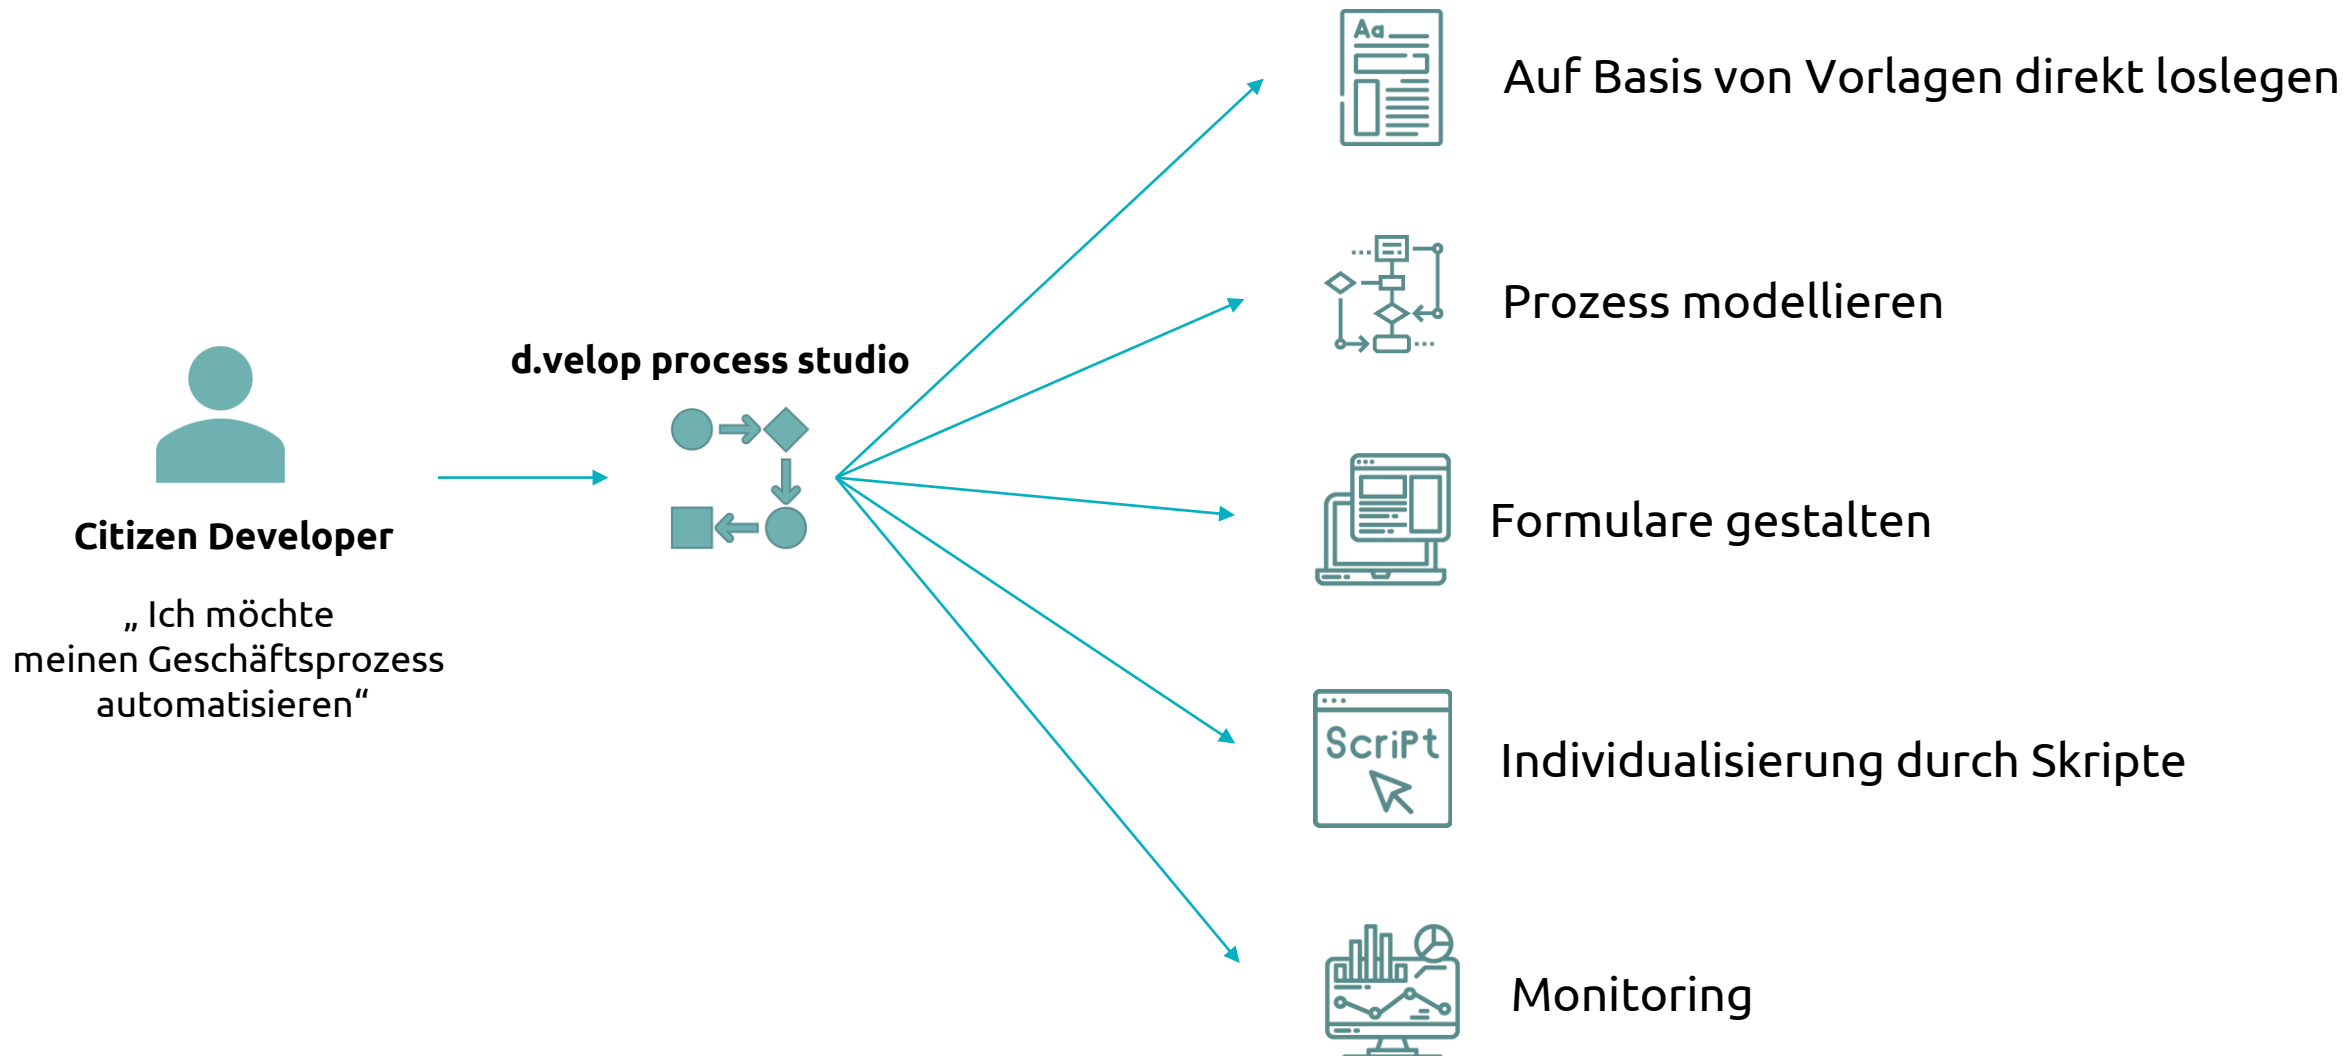 Aa
Auf Basis von Vorlagen direkt loslegen
Prozess modellieren
d.velop process studio
Citizen Developer
„ Ich möchte
meinen Geschäftsprozess
automatisieren“
Formulare gestalten
ScriPt
Individualisierung durch Skripte
Monitoring